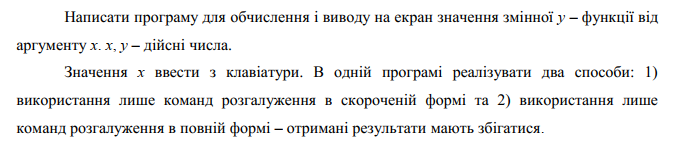 Написати програму для обчислення і виводу на екран значення змінної y – функції від
аргументу x. x, y – дійсні числа.
Значення x ввести з клавіатури. В одній програмі реалізувати два способи: 1)
використання лише команд розгалуження в скороченій формі та 2) використання лише
команд розгалуження в повній формі – отримані результати мають збігатися.